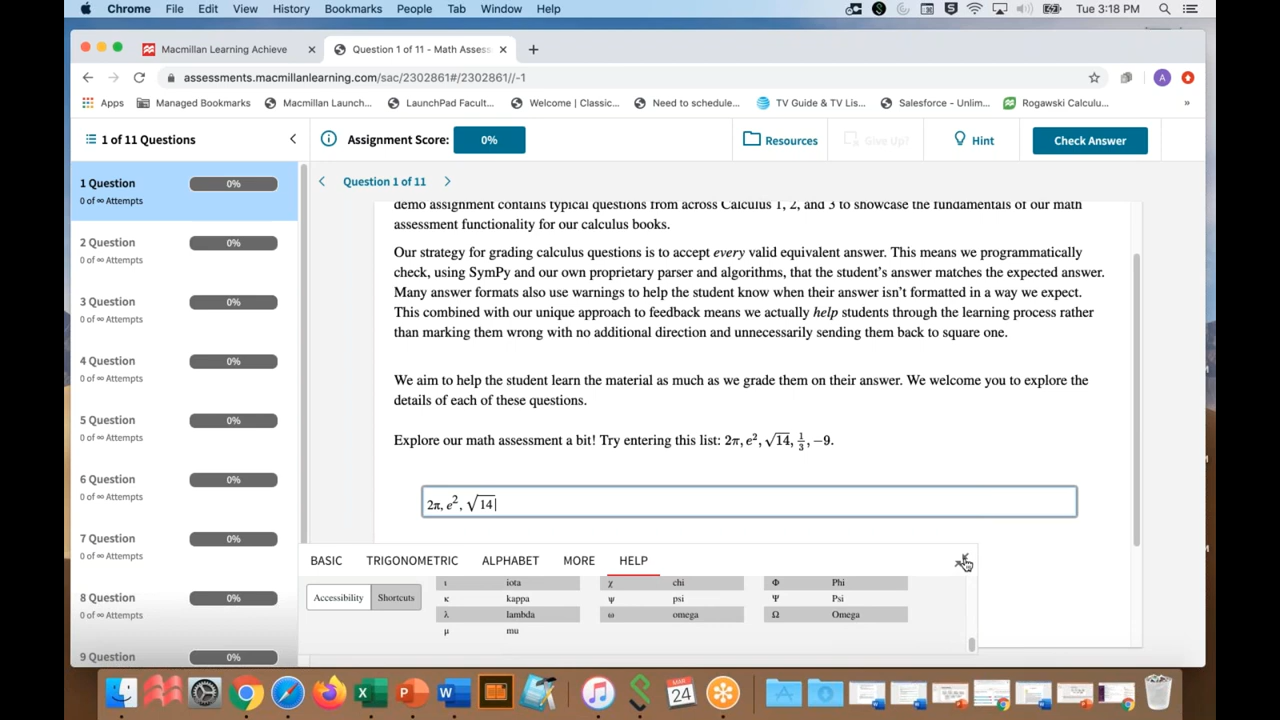 Chrome File Edit View History Bookmarks People Tab Window Help Tue 3:18 PM
Macmillan Learning Achieve Question 1 of 11 - Math Assess
assessments.macmillanlearning.com/sac/2302861#/2302861//-1 A
Apps Managed Bookmarks Macmillan Launch... LaunchPad Facult... Welcome | Classic... Need to schedule... TV Guide & TV Lis... Salesforce - Unlim... Rogawski Calculu... »
1 of 11 Questions
Assignment Score: 0% Resources Give Up? Hint Check Answer
Question 1 of 11
1 Question 0%
0 of ∞ Attempts
2 Question 0%
0 of ∞ Attempts
3 Question 0%
0 of ∞ Attempts
4 Question 0%
0 of ∞ Attempts
5 Question 0%
0 of ∞ Attempts
6 Question 0%
0 of ∞ Attempts
7 Question 0%
0 of ∞ Attempts
8 Question 0%
0 of ∞ Attempts
9 Question 0%
demo assignment contains typical questions from across Calculus 1, 2, and 3 to showcase the fundamentals of our math
assessment functionality for our calculus books.
Our strategy for grading calculus questions is to accept every valid equivalent answer. This means we programmatically
check, using SymPy and our own proprietary parser and algorithms, that the student's answer matches the expected answer.
Many answer formats also use warnings to help the student know when their answer isn't formatted in a way we expect.
This combined with our unique approach to feedback means we actually help students through the learning process rather
than marking them wrong with no additional direction and unnecessarily sending them back to square one.
We aim to help the student learn the material as much as we grade them on their answer. We welcome you to explore the
details of each of these questions.
Explore our math assessment a bit! Try entering this list: 2π, e², √14, 1/3, −9.
2π, e², √14
BASIC TRIGONOMETRIC ALPHABET MORE HELP
Accessibility Shortcuts
ι iota χ chi Φ Phi
κ kappa ψ psi Ψ Psi
λ lambda ω omega Ω Omega
μ mu
MAR
24